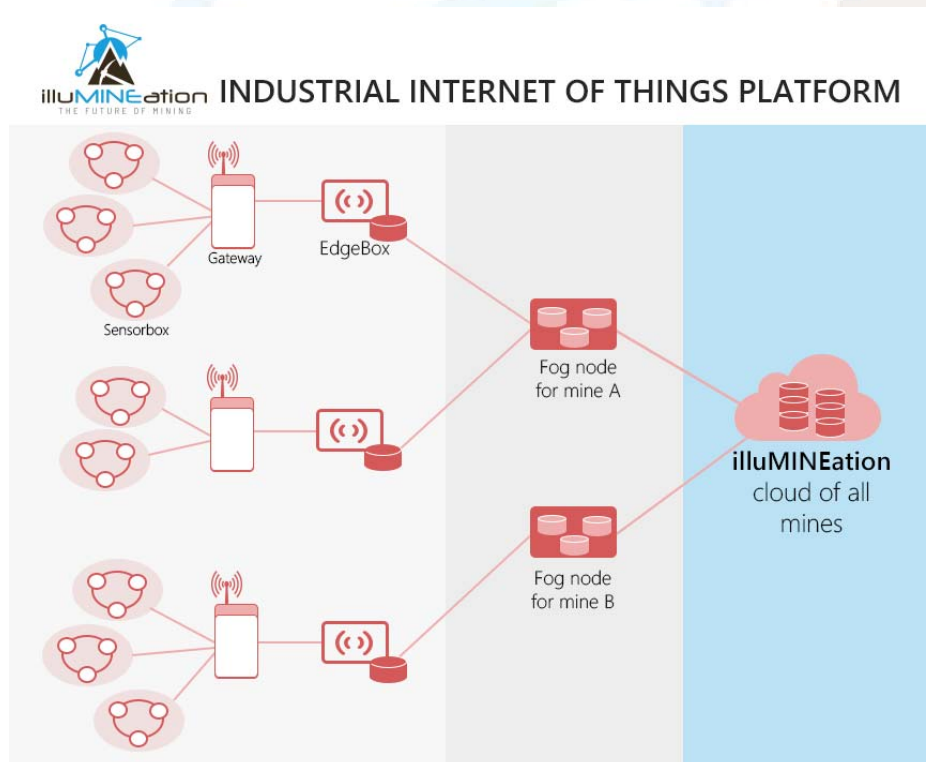 illuMINEation
THE FUTURE OF MINING
INDUSTRIAL INTERNET OF THINGS PLATFORM
Gateway
EdgeBox
Sensorbox
Fog node
for mine A
illuMINEation
cloud of all
mines
Fog node
for mine B